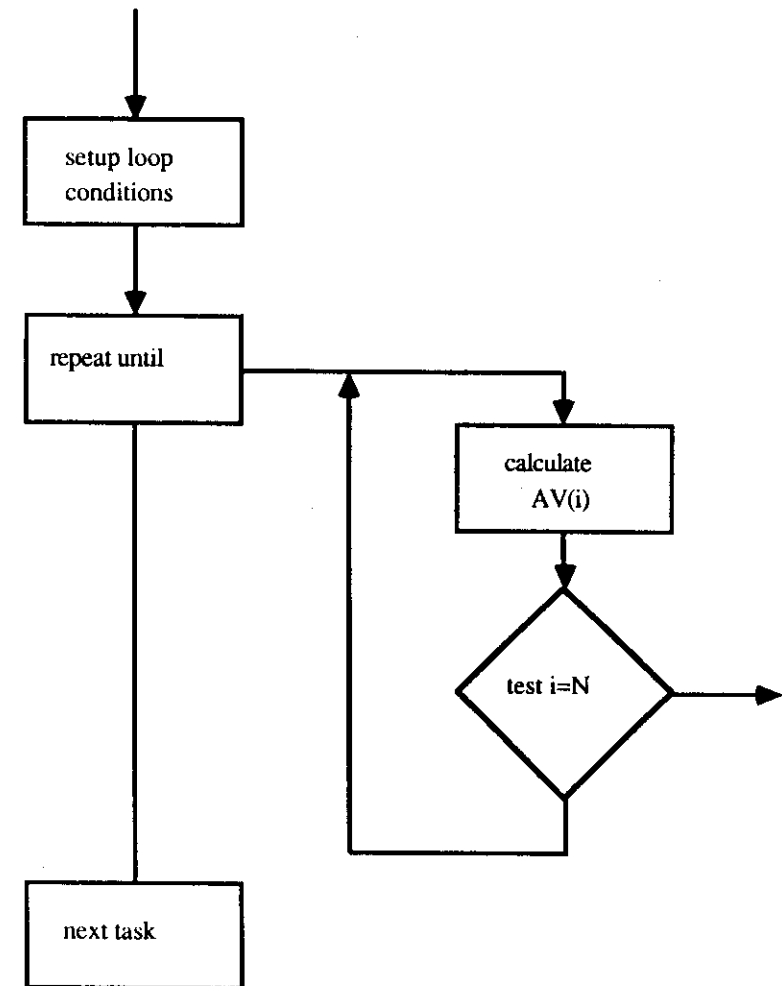 setup loop
conditions
repeat until
calculate
AV(i)
test i=N
next task